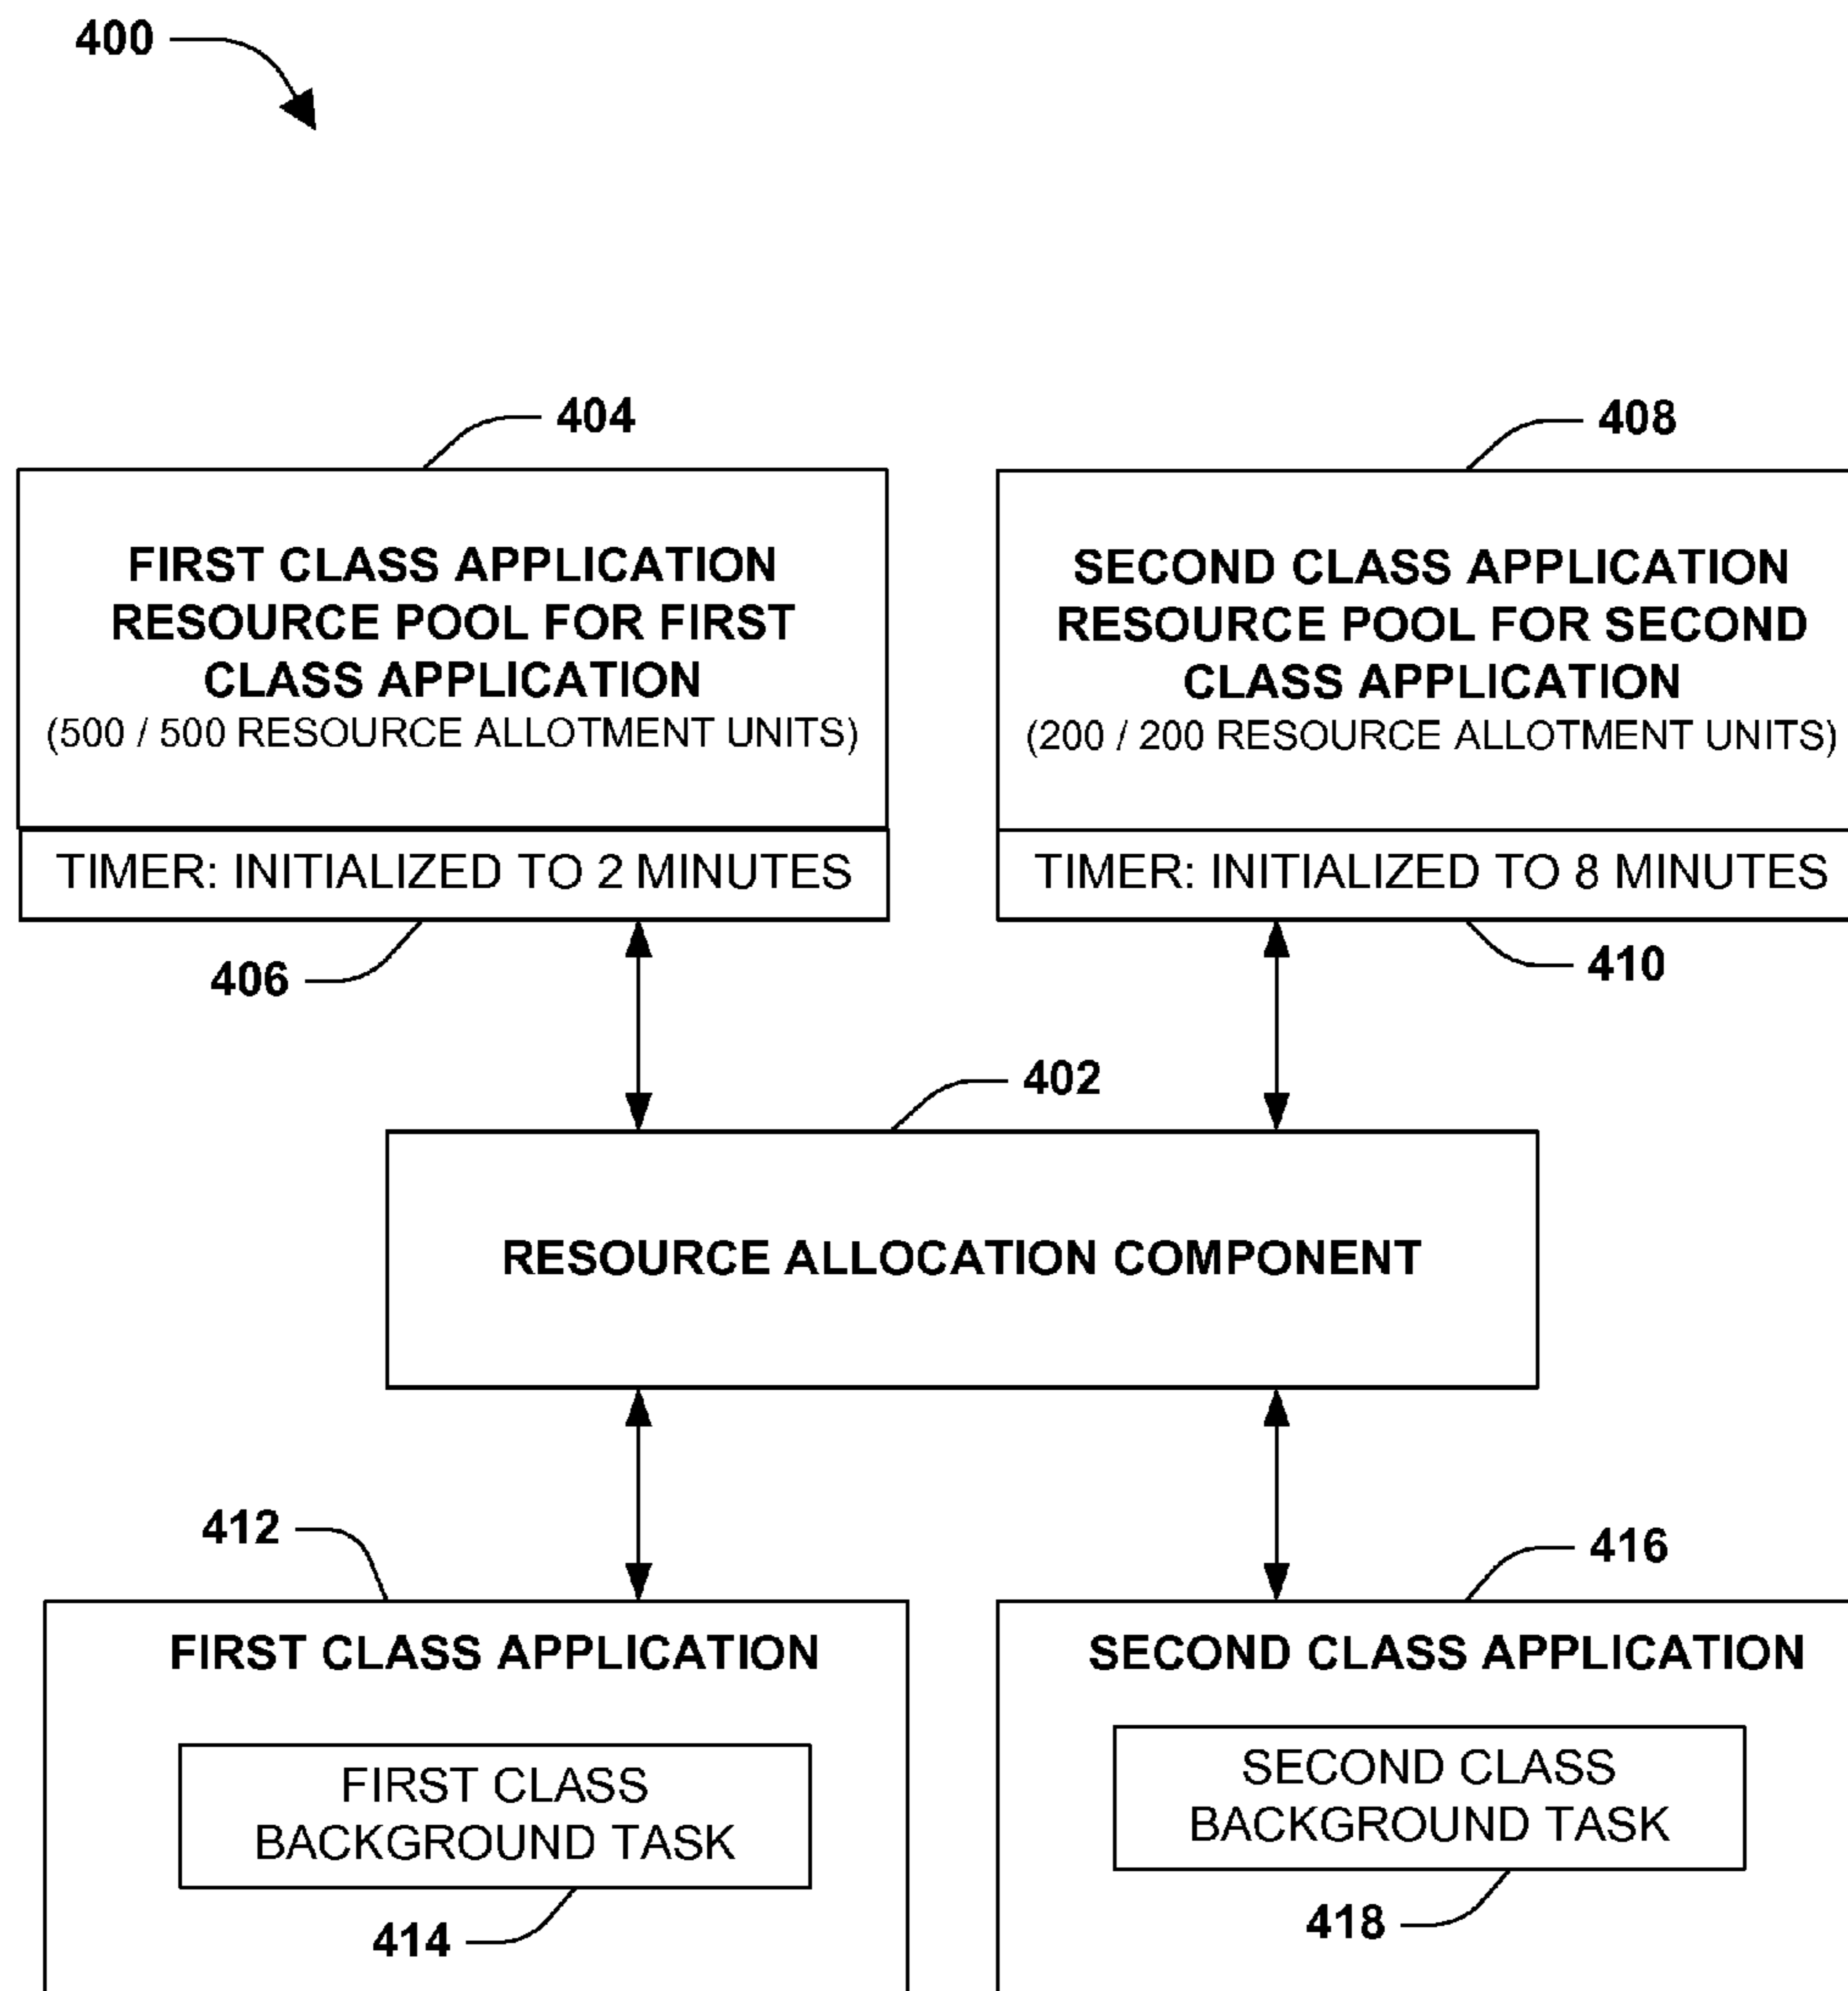 400
404
408
FIRST CLASS APPLICATION
RESOURCE POOL FOR FIRST
CLASS APPLICATION
(500 / 500 RESOURCE ALLOTMENT UNITS)
TIMER: INITIALIZED TO 2 MINUTES
SECOND CLASS APPLICATION
RESOURCE POOL FOR SECOND
CLASS APPLICATION
(200 / 200 RESOURCE ALLOTMENT UNITS)
TIMER: INITIALIZED TO 8 MINUTES
406
410
402
RESOURCE ALLOCATION COMPONENT
412
416
FIRST CLASS APPLICATION
FIRST CLASS
BACKGROUND TASK
414
SECOND CLASS APPLICATION
SECOND CLASS
BACKGROUND TASK
418